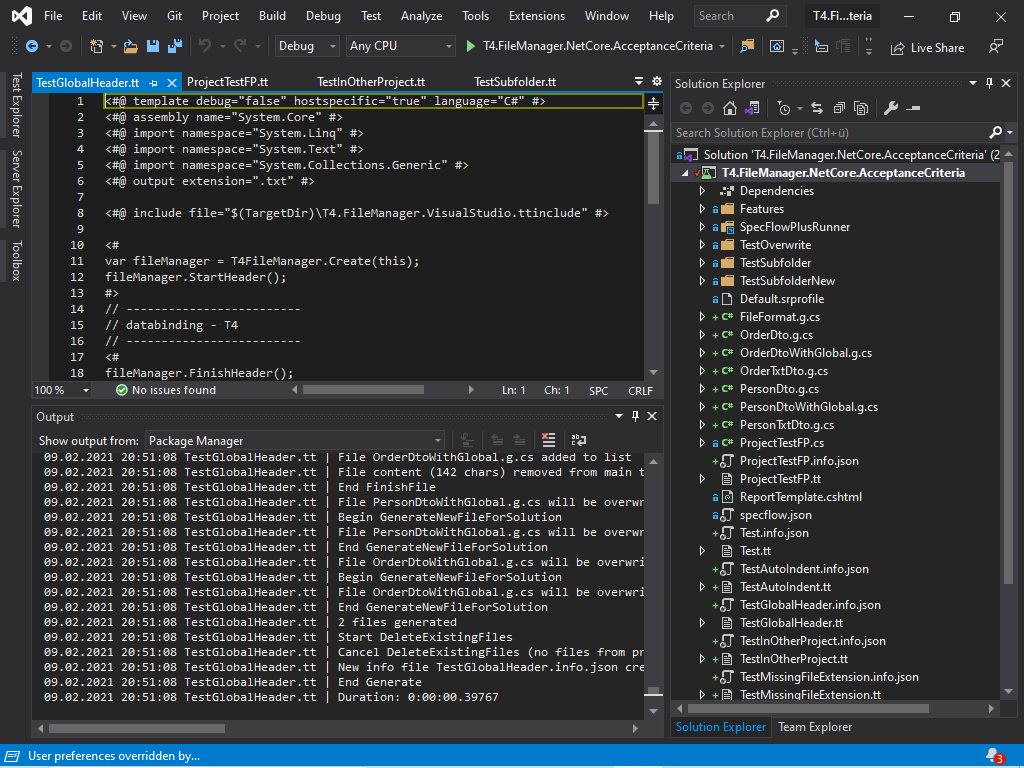 File Edit View Git Project Build Debug Test Analyze Tools Extensions Window Help Search T4.Fi...teria
Debug Any CPU T4.FileManager.NetCore.AcceptanceCriteria Live Share
Test Explorer
Server Explorer
Toolbox
TestGlobalHeader.tt ProjectTestFP.tt TestInOtherProject.tt TestSubfolder.tt
1 <#@ template debug="false" hostspecific="true" language="C#" #>
2 <#@ assembly name="System.Core" #>
3 <#@ import namespace="System.Linq" #>
4 <#@ import namespace="System.Text" #>
5 <#@ import namespace="System.Collections.Generic" #>
6 <#@ output extension=".txt" #>
7
8 <#@ include file="$(TargetDir)\T4.FileManager.VisualStudio.ttinclude" #>
9
10 <#
11 var fileManager = T4FileManager.Create(this);
12 fileManager.StartHeader();
13 #>
14 // -------------------------
15 // databinding - T4
16 // -------------------------
17 <#
18 fileManager.FinishHeader();
100 % No issues found Ln: 1 Ch: 1 SPC CRLF
Output
Show output from: Package Manager
09.02.2021 20:51:08 TestGlobalHeader.tt | File OrderDtoWithGlobal.g.cs added to list
09.02.2021 20:51:08 TestGlobalHeader.tt | File content (142 chars) removed from main t
09.02.2021 20:51:08 TestGlobalHeader.tt | End FinishFile
09.02.2021 20:51:08 TestGlobalHeader.tt | File PersonDtoWithGlobal.g.cs will be overwr
09.02.2021 20:51:08 TestGlobalHeader.tt | Begin GenerateNewFileForSolution
09.02.2021 20:51:08 TestGlobalHeader.tt | File PersonDtoWithGlobal.g.cs will be overwr
09.02.2021 20:51:08 TestGlobalHeader.tt | End GenerateNewFileForSolution
09.02.2021 20:51:08 TestGlobalHeader.tt | File OrderDtoWithGlobal.g.cs will be overwri
09.02.2021 20:51:08 TestGlobalHeader.tt | Begin GenerateNewFileForSolution
09.02.2021 20:51:08 TestGlobalHeader.tt | File OrderDtoWithGlobal.g.cs will be overwri
09.02.2021 20:51:08 TestGlobalHeader.tt | End GenerateNewFileForSolution
09.02.2021 20:51:08 TestGlobalHeader.tt | 2 files generated
09.02.2021 20:51:08 TestGlobalHeader.tt | Start DeleteExistingFiles
09.02.2021 20:51:08 TestGlobalHeader.tt | Cancel DeleteExistingFiles (no files from pr
09.02.2021 20:51:08 TestGlobalHeader.tt | New info file TestGlobalHeader.info.json cre
09.02.2021 20:51:08 TestGlobalHeader.tt | End Generate
09.02.2021 20:51:08 TestGlobalHeader.tt | Duration: 0:00:00.39767
Solution Explorer
Search Solution Explorer (Ctrl+ü)
Solution 'T4.FileManager.NetCore.AcceptanceCriteria' (2
T4.FileManager.NetCore.AcceptanceCriteria
Dependencies
Features
SpecFlowPlusRunner
TestOverwrite
TestSubfolder
TestSubfolderNew
Default.srprofile
C# FileFormat.g.cs
C# OrderDto.g.cs
C# OrderDtoWithGlobal.g.cs
C# OrderTxtDto.g.cs
C# PersonDto.g.cs
C# PersonDtoWithGlobal.g.cs
C# PersonTxtDto.g.cs
C# ProjectTestFP.cs
ProjectTestFP.info.json
ProjectTestFP.tt
ReportTemplate.cshtml
specflow.json
Test.info.json
Test.tt
TestAutoIndent.info.json
TestAutoIndent.tt
TestGlobalHeader.info.json
TestGlobalHeader.tt
TestInOtherProject.info.json
TestInOtherProject.tt
TestMissingFileExtension.info.json
TestMissingFileExtension.tt
Solution Explorer Team Explorer
User preferences overridden by... 3